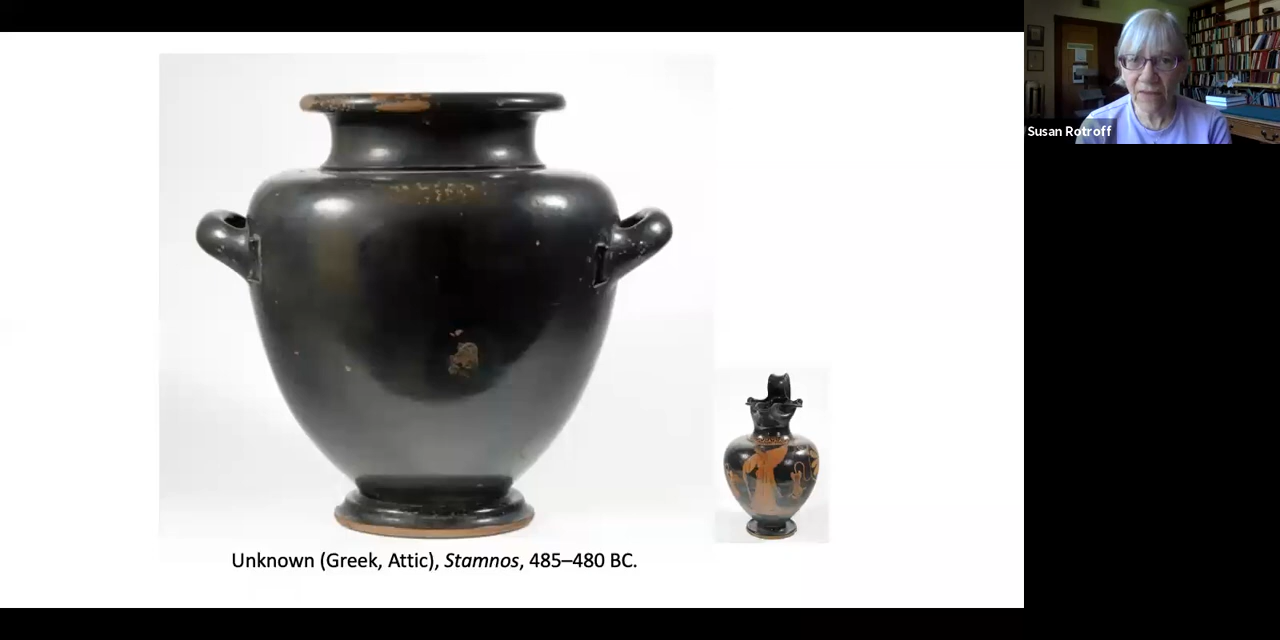 Susan Rotroff
Unknown (Greek, Attic), Stamnos, 485–480 BC.